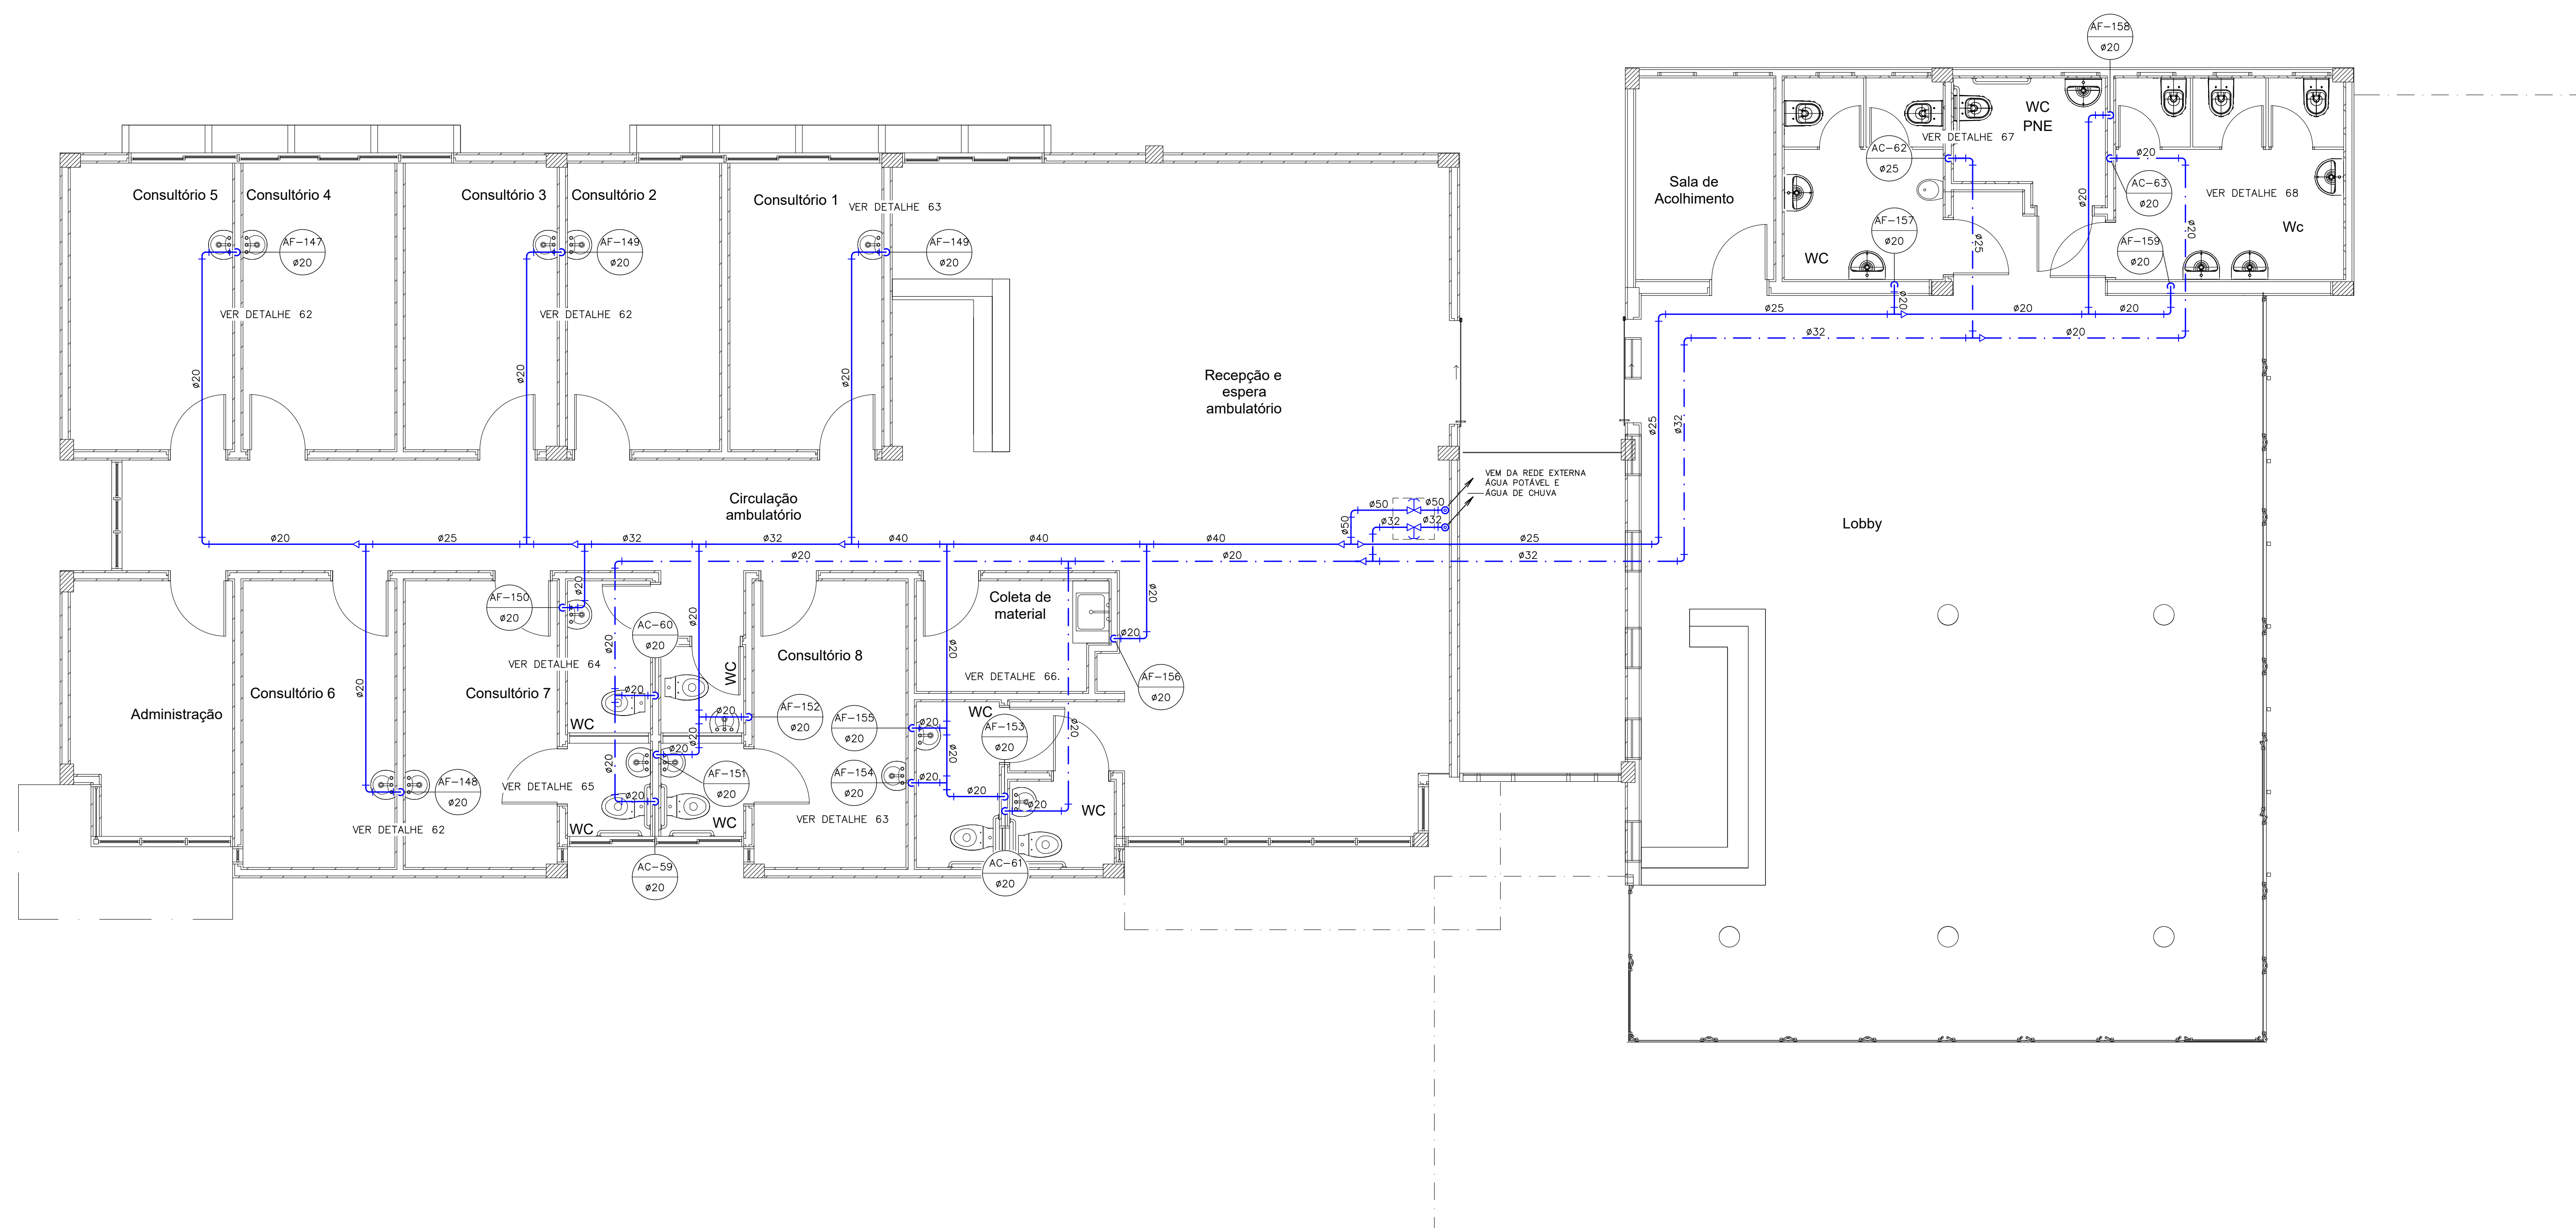 AF-158
ø20
WC
PNE
VER DETALHE 67
AC-62
ø25
ø20
AC-63
ø20
VER DETALHE 68
Sala de
Acolhimento
ø20
ø20
AF-157
ø20
Wc
WC
ø25
AF-159
ø20
ø20
ø25
ø20
ø20
ø32
ø20
Consultório 5
Consultório 4
Consultório 3
Consultório 2
Consultório 1
VER DETALHE 63
AF-147
ø20
AF-149
ø20
AF-149
ø20
VER DETALHE 62
VER DETALHE 62
ø20
ø20
ø20
Recepção e
espera
ambulatório
ø25
ø32
VEM DA REDE EXTERNA
ÁGUA POTÁVEL E
ÁGUA DE CHUVA
Circulação
ambulatório
ø50
ø50
ø50
ø32
ø32
Lobby
ø20
ø25
ø32
ø32
ø40
ø40
ø40
ø25
ø20
ø20
ø32
ø20
AF-150
ø20
ø20
ø20
AC-60
ø20
Coleta de
material
ø20
ø20
ø20
VER DETALHE 64
Consultório 8
VER DETALHE 66.
AF-156
ø20
WC
Consultório 6
ø20
Consultório 7
ø20
Administração
WC
ø20
AF-152
ø20
AF-155
ø20
ø20
WC
AF-153
ø20
ø20
ø20
ø20
ø20
ø20
AF-148
ø20
VER DETALHE 65
AF-151
ø20
AF-154
ø20
ø20
ø20
ø20
ø20
WC
VER DETALHE 62
WC
WC
VER DETALHE 63
AC-59
ø20
AC-61
ø20